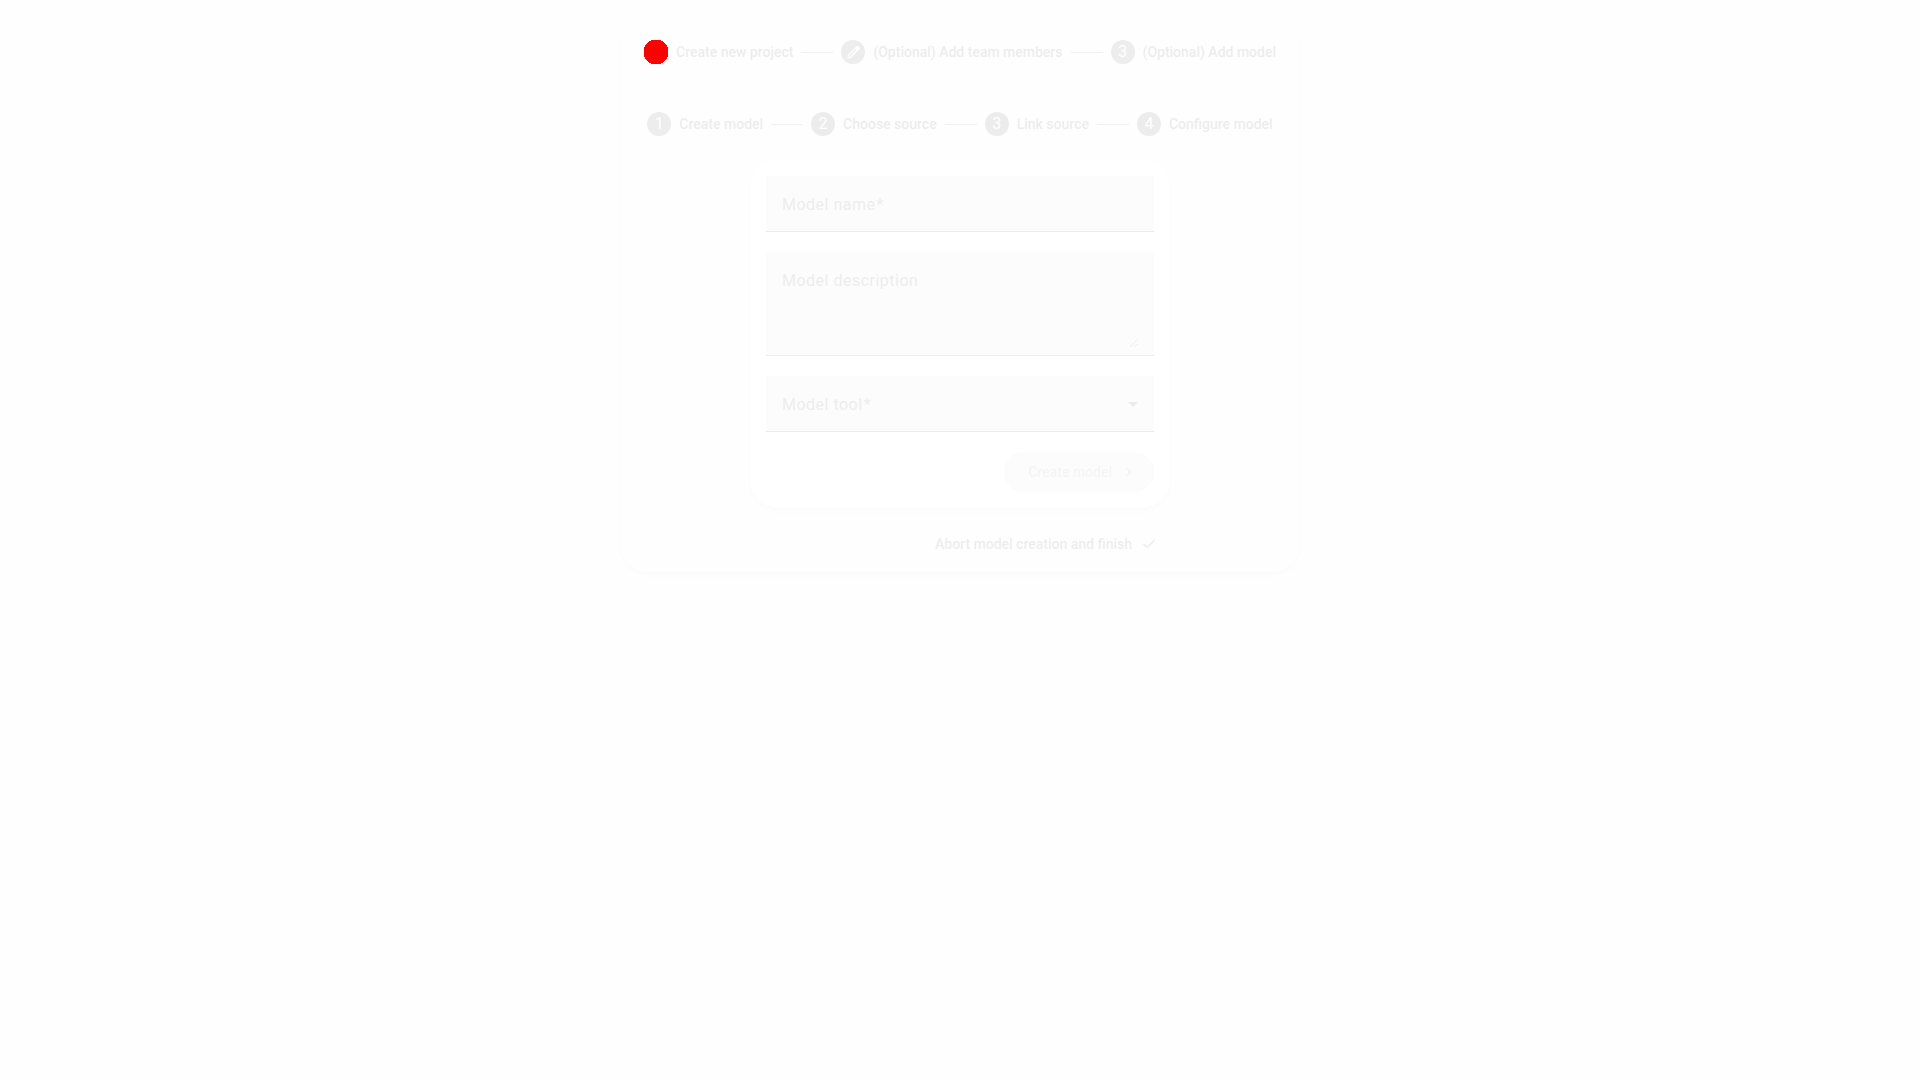 Create new project (Optional) Add team members 3 (Optional) Add model
1 Create model 2 Choose source 3 Link source 4 Configure model
Model name*
Model description
Model tool*
Create model
Abort model creation and finish